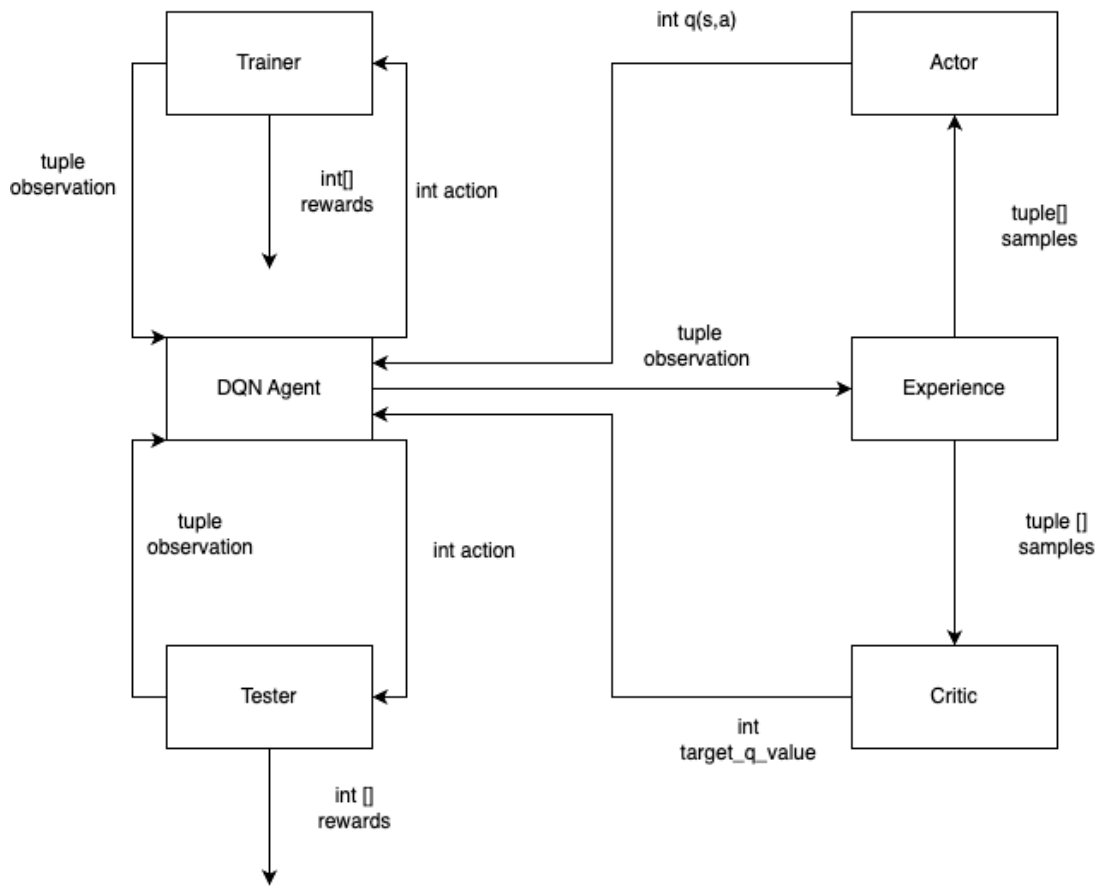 int q(s,a)
Trainer
Actor
tuple
observation
int[]
rewards
int action
tuple[]
samples
tuple
observation
DQN Agent
Experience
tuple
observation
int action
tuple []
samples
Tester
Critic
int
target_q_value
int []
rewards